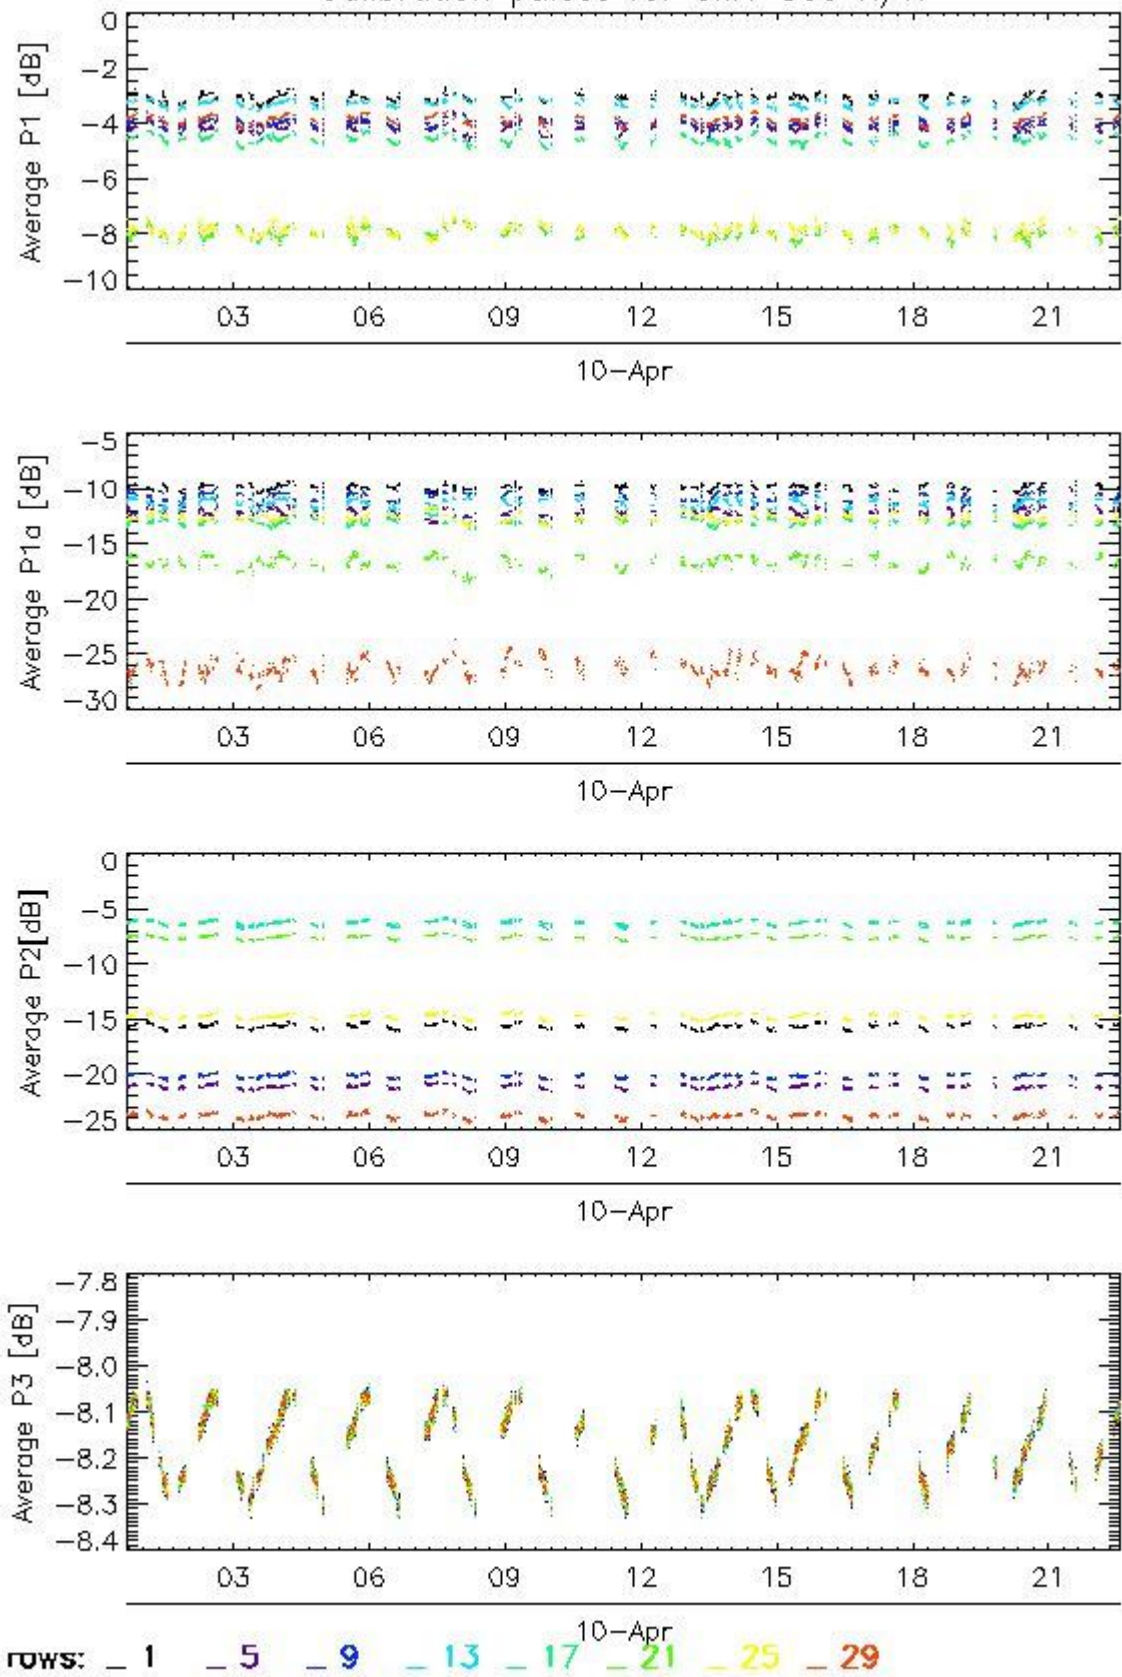 0
−2
−4
−6
−8
−10
Average P1 [dB]
03 06 09 12 15 18 21
10−Apr
−5
−10
−15
−20
−25
−30
Average P1a [dB]
03 06 09 12 15 18 21
10−Apr
0
−5
−10
−15
−20
−25
Average P2[dB]
03 06 09 12 15 18 21
10−Apr
−7.8
−7.9
−8.0
−8.1
−8.2
−8.3
−8.4
Average P3 [dB]
03 06 09 12 15 18 21
10−Apr
rows: _ 1 _ 5 _ 9 _ 13 _ 17 _ 21 _ 25 _ 29